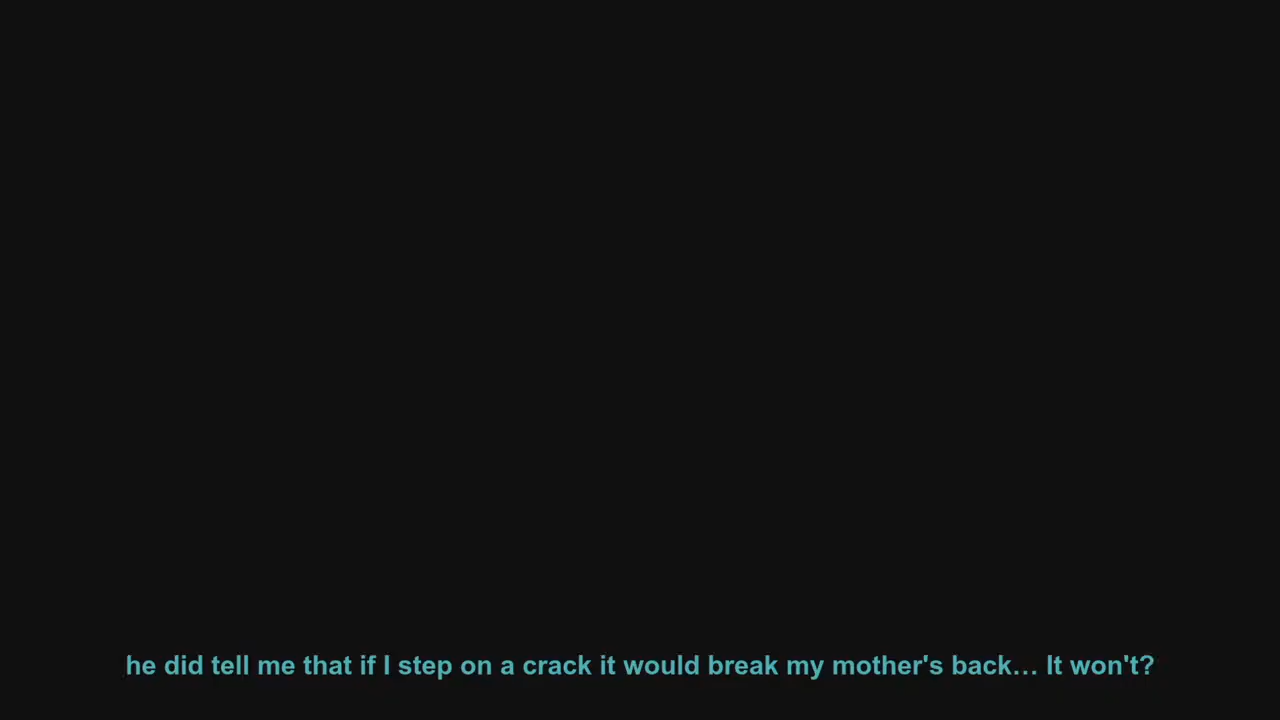 he did tell me that if I step on a crack it would break my mother's back… It won't?